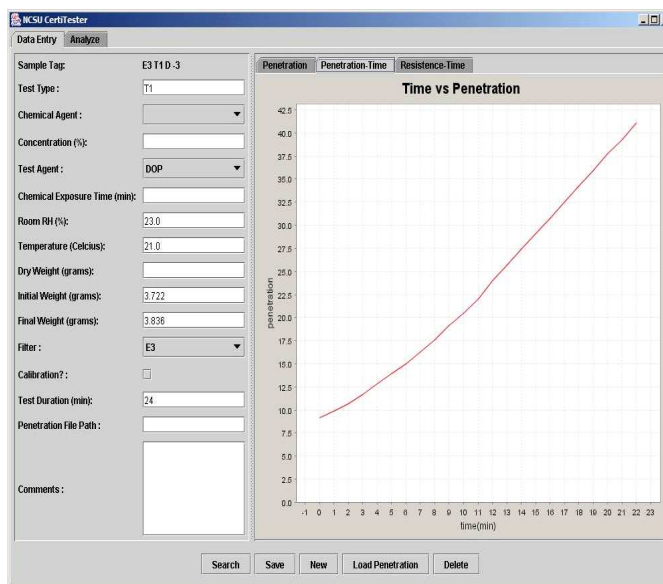 NCSU CertiTester
Data Entry Analyze
Sample Tag: E3 T1 D -3
Test Type : T1
Chemical Agent :
Concentration (%):
Test Agent : DOP
Chemical Exposure Time (min):
Room RH (%): 23.0
Temperature (Celcius): 21.0
Dry Weight (grams):
Initial Weight (grams): 3.722
Final Weight (grams): 3.836
Filter : E3
Calibration? :
Test Duration (min): 24
Penetration File Path :
Comments :
Penetration Penetration-Time Resistence-Time
Time vs Penetration
42.5
40.0
37.5
35.0
32.5
30.0
27.5
25.0
22.5
20.0
17.5
15.0
12.5
10.0
7.5
5.0
2.5
0.0
penetration
-1 0 1 2 3 4 5 6 7 8 9 10 11 12 13 14 15 16 17 18 19 20 21 22 23
time(min)
Search Save New Load Penetration Delete